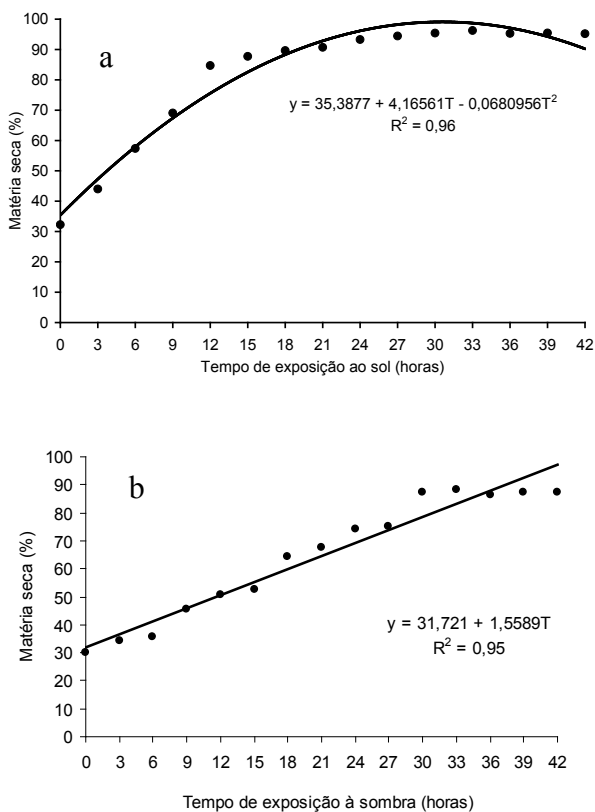 a
Matéria seca (%)
100
90
80
70
60
50
40
30
20
10
0
y = 35,3877 + 4,16561T - 0,0680956T²
R² = 0,96
0 3 6 9 12 15 18 21 24 27 30 33 36 39 42
Tempo de exposição ao sol (horas)
b
Matéria seca (%)
100
90
80
70
60
50
40
30
20
10
0
y = 31,721 + 1,5589T
R² = 0,95
0 3 6 9 12 15 18 21 24 27 30 33 36 39 42
Tempo de exposição à sombra (horas)